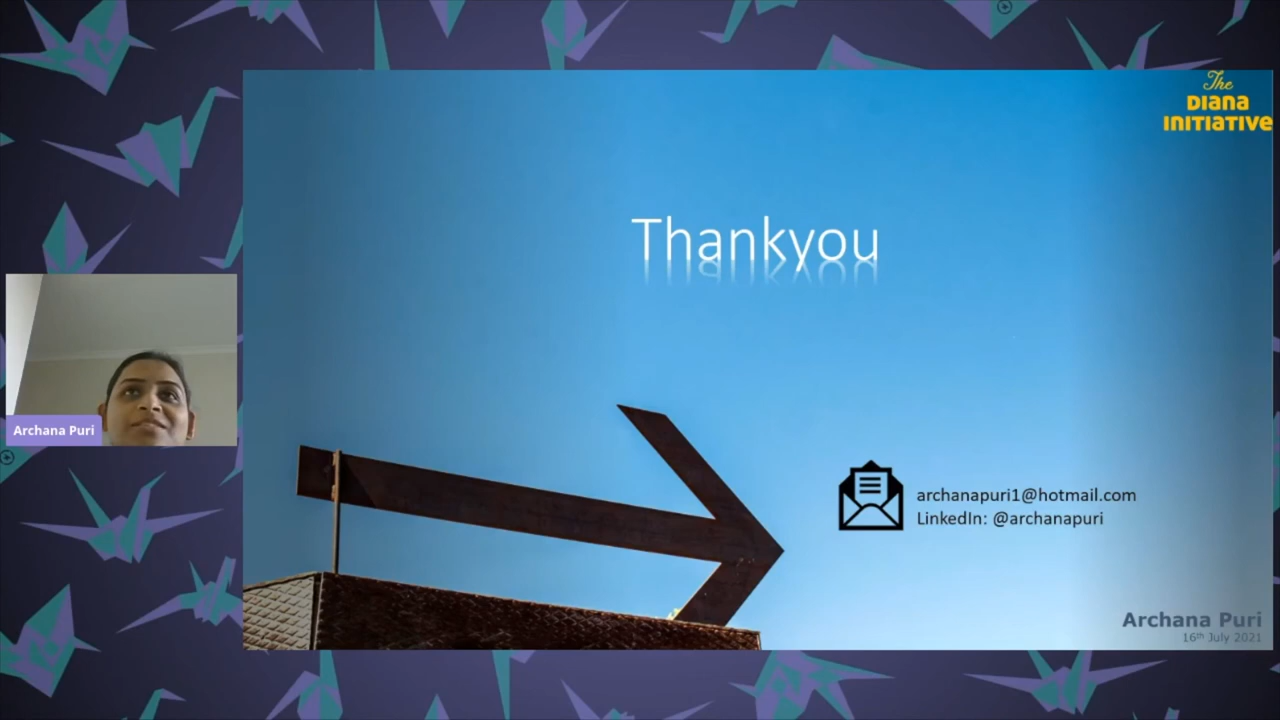 The
DIANA
INITIATIVE
Thankyou
Archana Puri
archanapuri1@hotmail.com
LinkedIn: @archanapuri
Archana Puri
16th July 2021